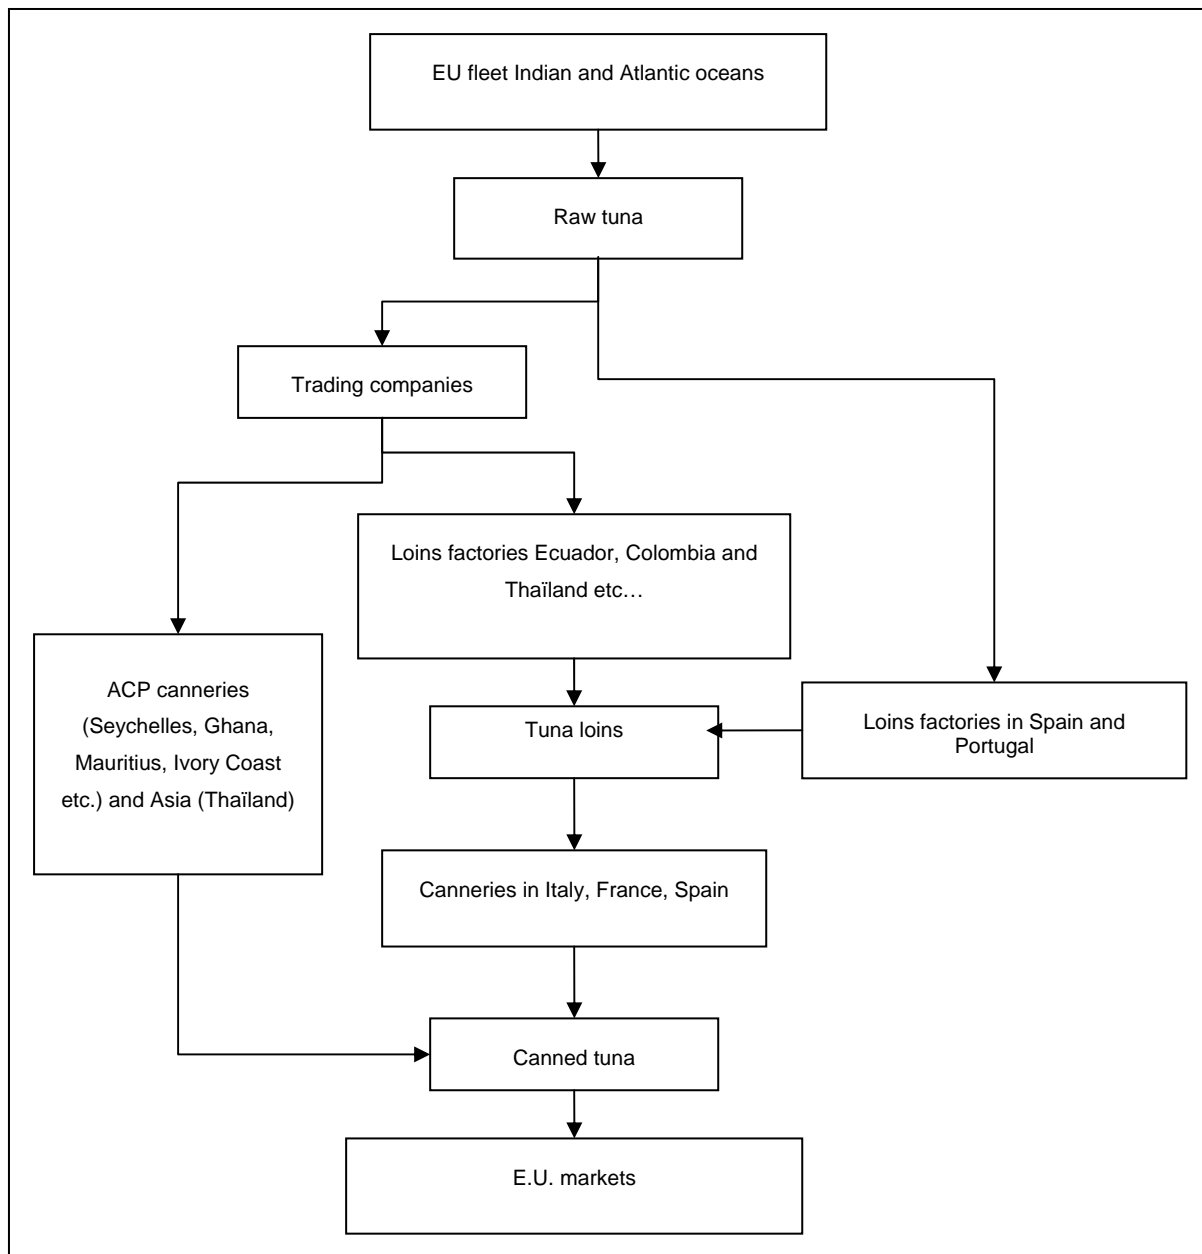 EU fleet Indian and Atlantic oceans
Raw tuna
Trading companies
Loins factories Ecuador, Colombia and
Thaïland etc…
ACP canneries
(Seychelles, Ghana,
Mauritius, Ivory Coast
etc.) and Asia (Thaïland)
Tuna loins
Loins factories in Spain and
Portugal
Canneries in Italy, France, Spain
Canned tuna
E.U. markets